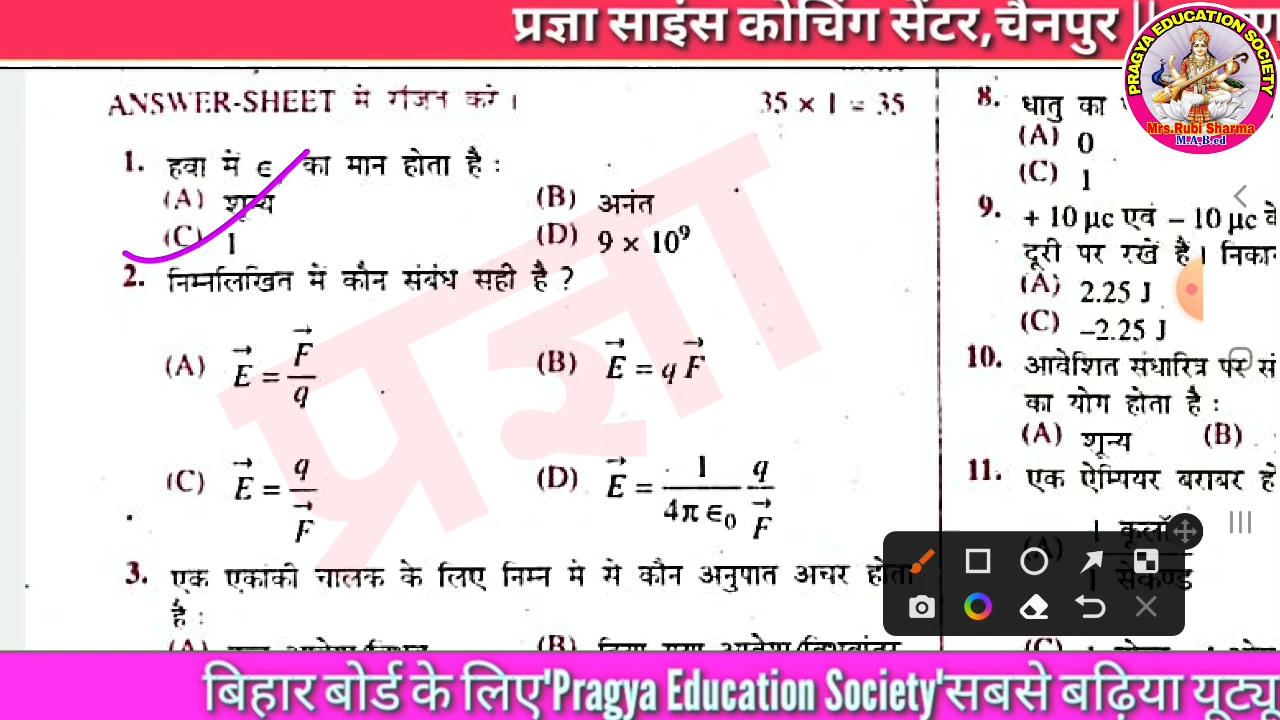 प्रज्ञा साइंस कोचिंग सेंटर,चैनपुर ||
PRAGYA EDUCATION SOCIETY
Mrs.Rubi Sharma
M.A,B.ed
ANSWER-SHEET में रंजित करें । 35 × 1 = 35
1. हवा में ϵ का मान होता है :
(A) शून्य (B) अनंत
(C) 1 (D) 9 × 10⁹
2. निम्नलिखित में कौन संबंध सही है ?
(A) E⃗ = F⃗/q (B) E⃗ = q F⃗
(C) E⃗ = q/F⃗ (D) E⃗ = 1/4π ϵ₀ q/F⃗
3. एक एकांकी चालक के लिए निम्न में से कौन अनुपात अचर होता
है :
(A) (B)
8. धातु का
(A) 0
(C) 1
9. + 10 μc एवं – 10 μc
दूरी पर रखे है ।
(A) 2.25 J
(C) –2.25 J
10. आवेशित संधारित्र पर
का योग होता है :
(A) शून्य (B)
11. एक ऐम्पियर बराबर
(A) 1
1 सेकेण्ड
(C)
प्रज्ञा
बिहार बोर्ड के लिए'Pragya Education Society'सबसे बढिया